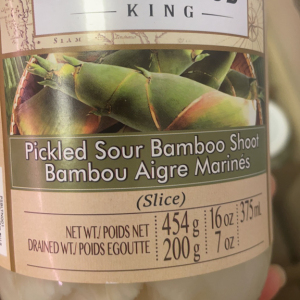 KING
SIAM
Pickled Sour Bamboo Shoot
Bambou Aigre Marinés
(Slice)
NET WT./ POIDS NET 454 g 16 oz 375 mL
DRAINED WT./ POIDS EGOUTTE 200 g 7 oz